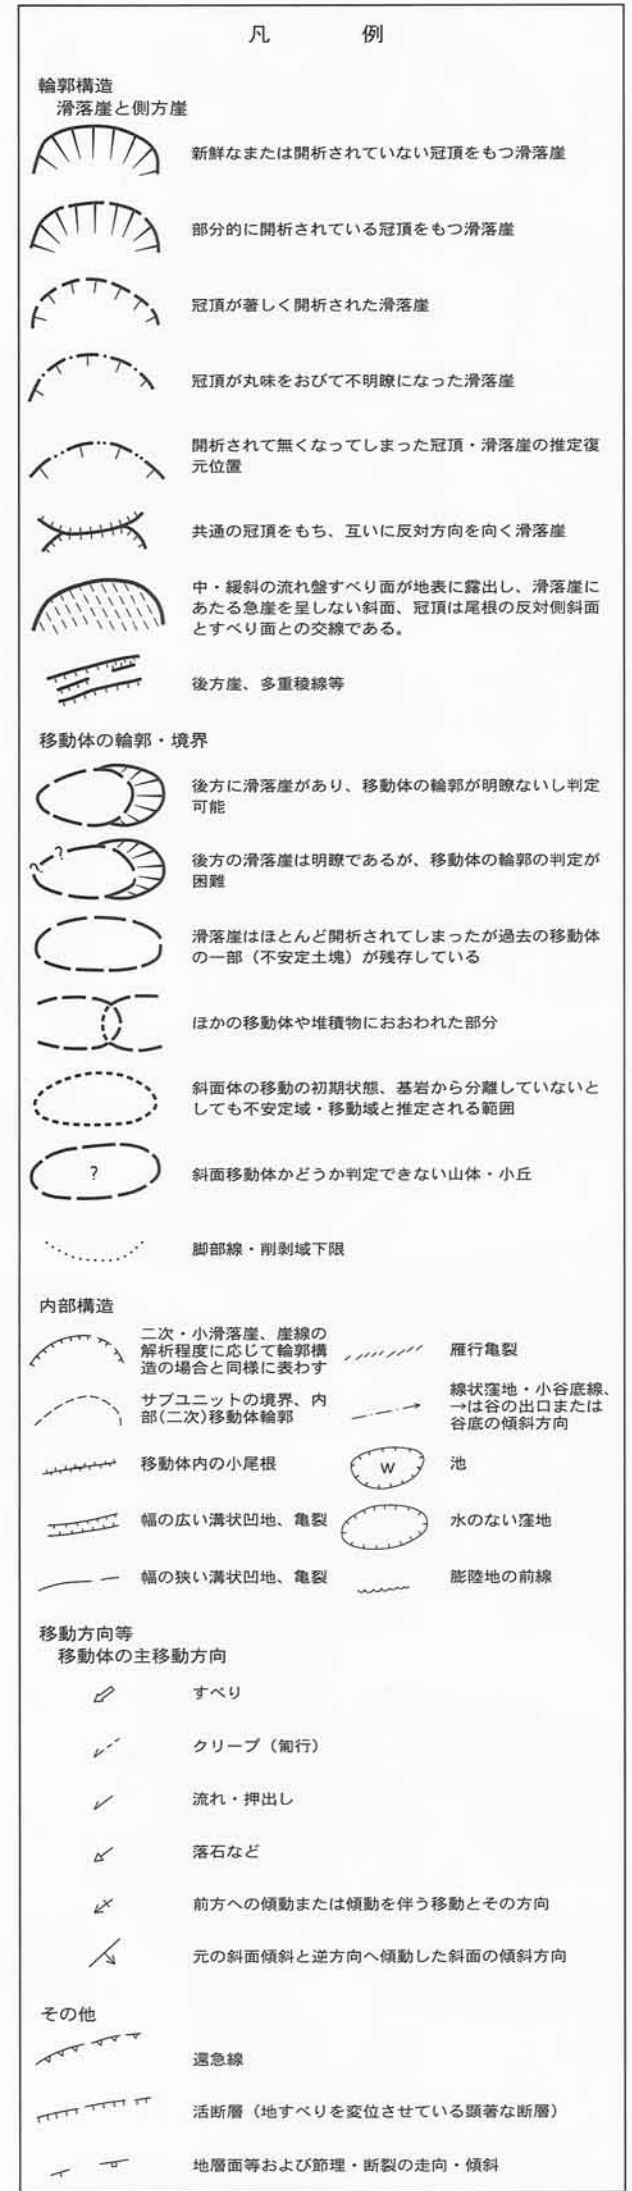 凡 例
輪郭構造
滑落崖と側方崖
新鮮なまたは開析されていない冠頂をもつ滑落崖
部分的に開析されている冠頂をもつ滑落崖
冠頂が著しく開析された滑落崖
冠頂が丸味をおびて不明瞭になった滑落崖
開析されて無くなってしまった冠頂・滑落崖の推定復
元位置
共通の冠頂をもち、互いに反対方向を向く滑落崖
中・緩斜の流れ盤すべり面が地表に露出し、滑落崖に
あたる急崖を呈しない斜面、冠頂は尾根の反対側斜面
とすべり面との交線である。
後方崖、多重稜線等
移動体の輪郭・境界
後方に滑落崖があり、移動体の輪郭が明瞭ないし判定
可能
? ?
後方の滑落崖は明瞭であるが、移動体の輪郭の判定が
困難
滑落崖はほとんど開析されてしまったが過去の移動体
の一部（不安定土塊）が残存している
ほかの移動体や堆積物におおわれた部分
斜面体の移動の初期状態、基岩から分離していないと
しても不安定域・移動域と推定される範囲
?
斜面移動体かどうか判定できない山体・小丘
脚部線・削剥域下限
内部構造
二次・小滑落崖、崖線の
解析程度に応じて輪郭構
造の場合と同様に表わす
雁行亀裂
サブユニットの境界、内
部(二次)移動体輪郭
線状窪地・小谷底線、
→は谷の出口または
谷底の傾斜方向
移動体内の小尾根
W
池
幅の広い溝状凹地、亀裂
水のない窪地
幅の狭い溝状凹地、亀裂
膨陸地の前線
移動方向等
移動体の主移動方向
すべり
クリープ（匍行）
流れ・押出し
落石など
前方への傾動または傾動を伴う移動とその方向
元の斜面傾斜と逆方向へ傾動した斜面の傾斜方向
その他
遷急線
活断層（地すべりを変位させている顕著な断層）
地層面等および節理・断裂の走向・傾斜